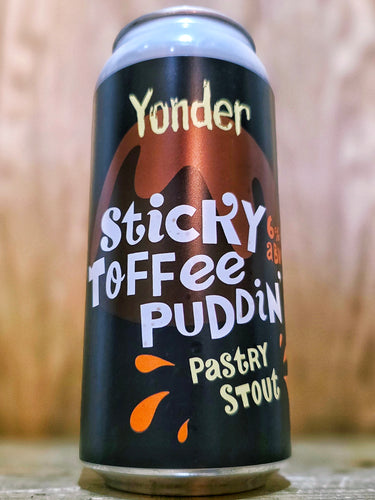 Yonder
Sticky
Toffee
Puddin'
Pastry
Stout